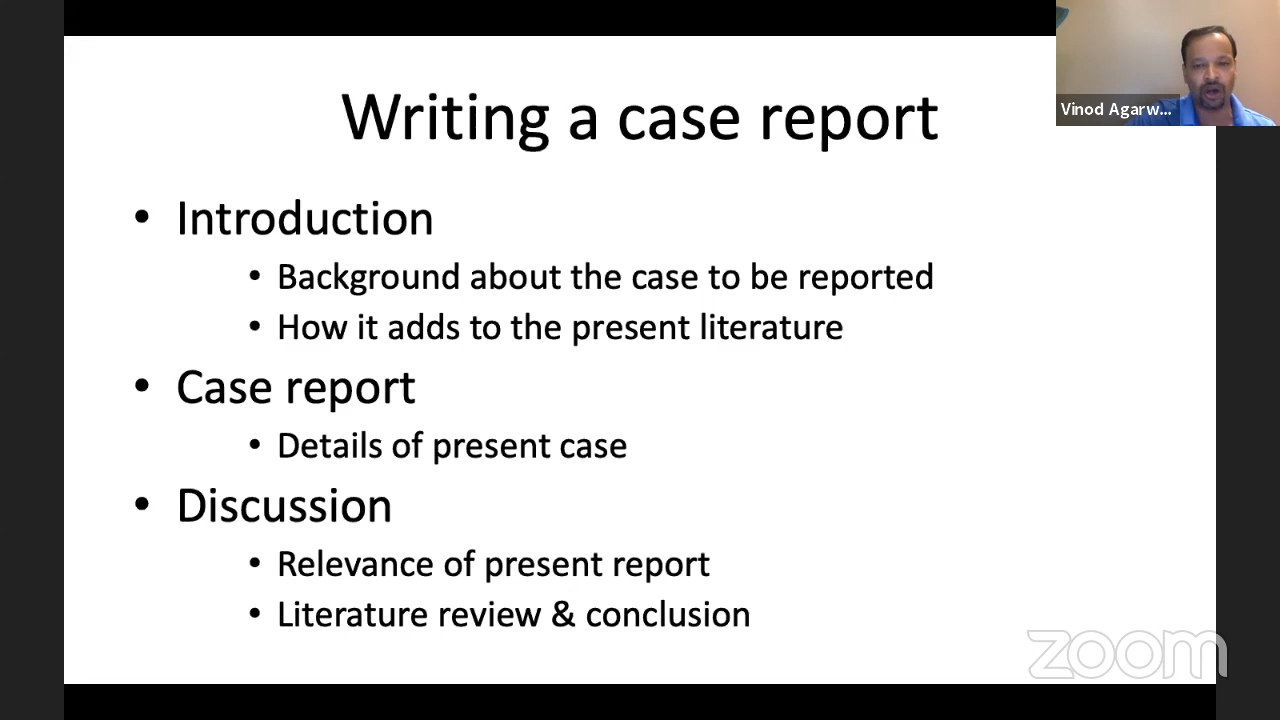 Writing a case report
• Introduction
• Background about the case to be reported
• How it adds to the present literature
• Case report
• Details of present case
• Discussion
• Relevance of present report
• Literature review & conclusion
Vinod Agarw...
zoom